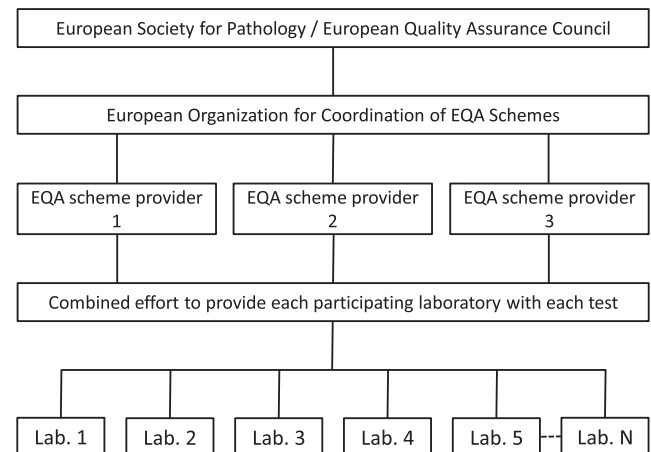 European Society for Pathology / European Quality Assurance Council
European Organization for Coordination of EQA Schemes
EQA scheme provider
1
EQA scheme provider
2
EQA scheme provider
3
Combined effort to provide each participating laboratory with each test
Lab. 1
Lab. 2
Lab. 3
Lab. 4
Lab. 5
Lab. N